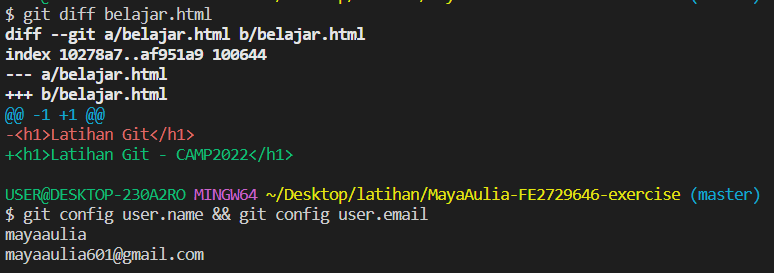 $ git diff belajar.html
diff --git a/belajar.html b/belajar.html
index 10278a7..af951a9 100644
--- a/belajar.html
+++ b/belajar.html
@@ -1 +1 @@
-<h1>Latihan Git</h1>
+<h1>Latihan Git - CAMP2022</h1>

USER@DESKTOP-230A2RO MINGW64 ~/Desktop/latihan/MayaAulia-FE2729646-exercise (master)
$ git config user.name && git config user.email
mayaaulia
mayaaulia601@gmail.com